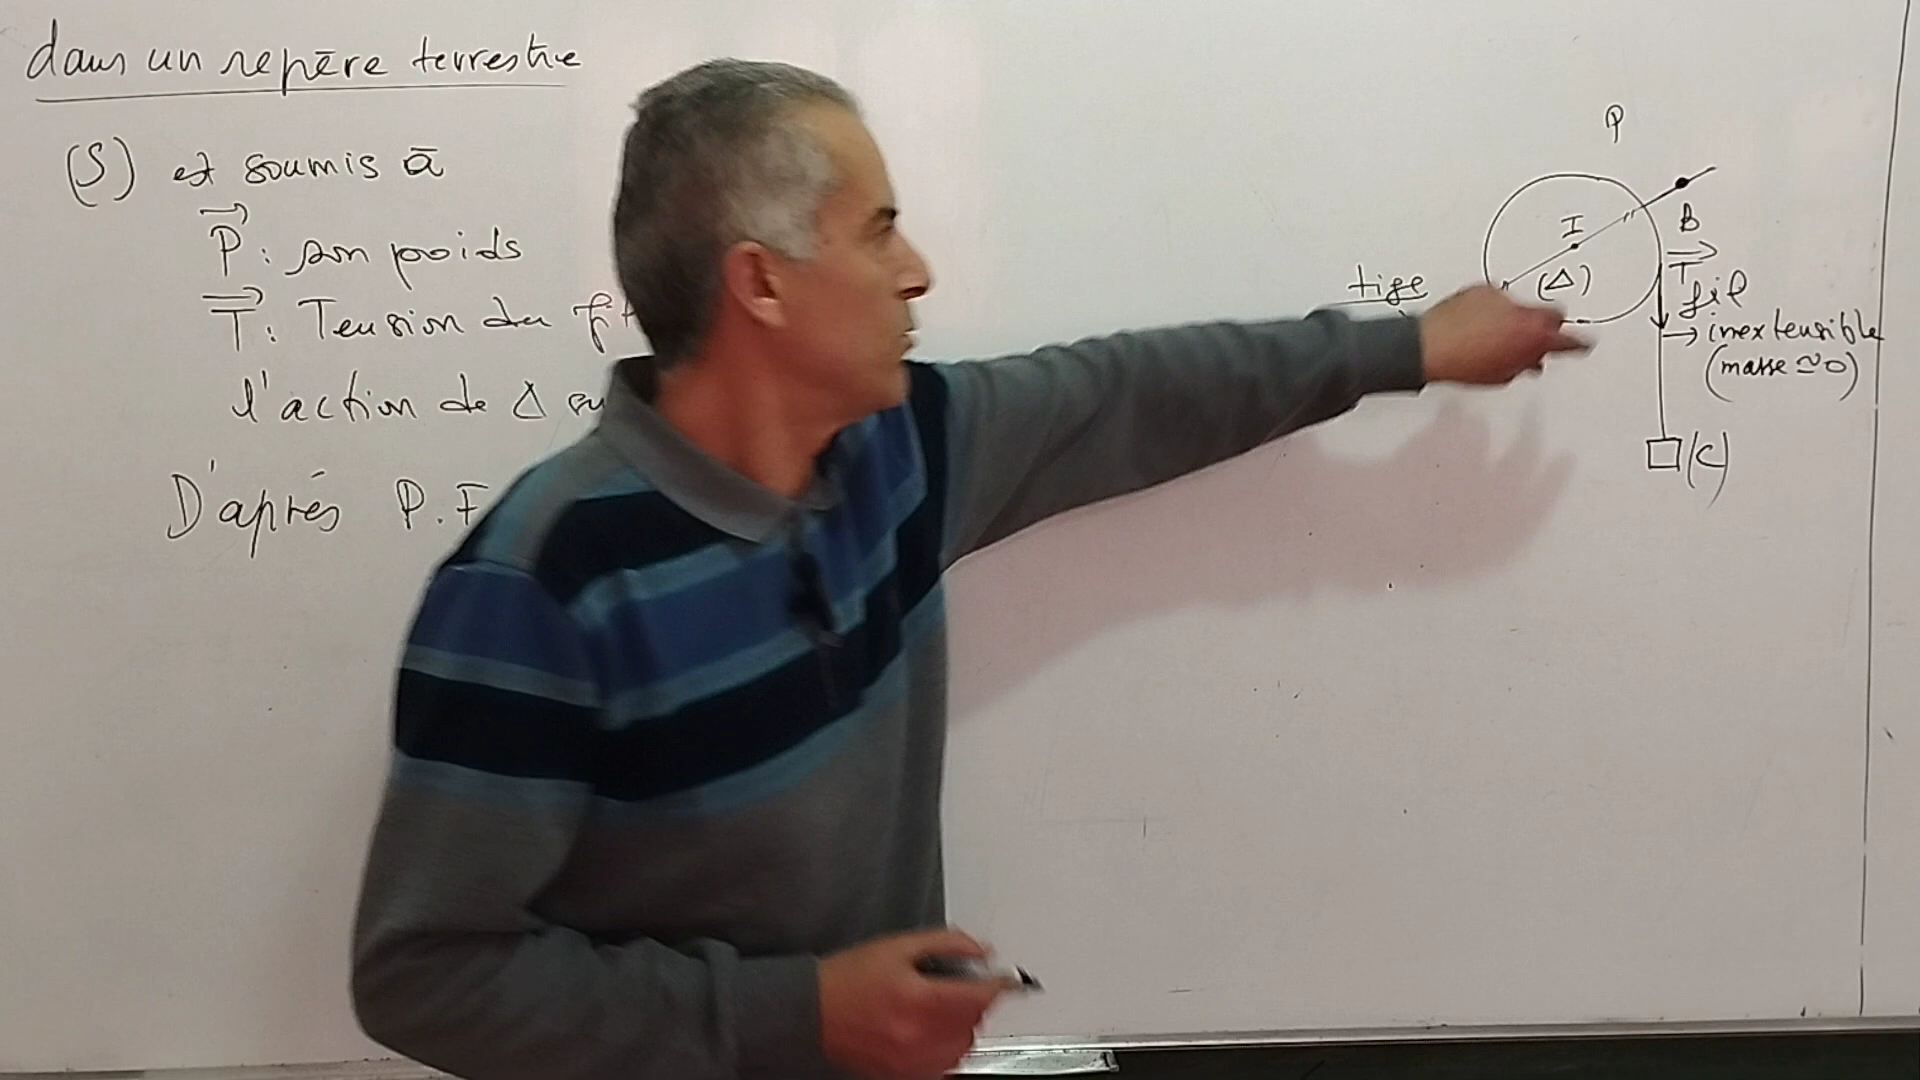 dans un repère terrestre
(S) est soumis à
P : son poids
T : Tension du
l'action de Δ
D'après P.F
P
I
B
(Δ)
T
tige
fil
→ inextensible
(masse ≃ 0)
(C)